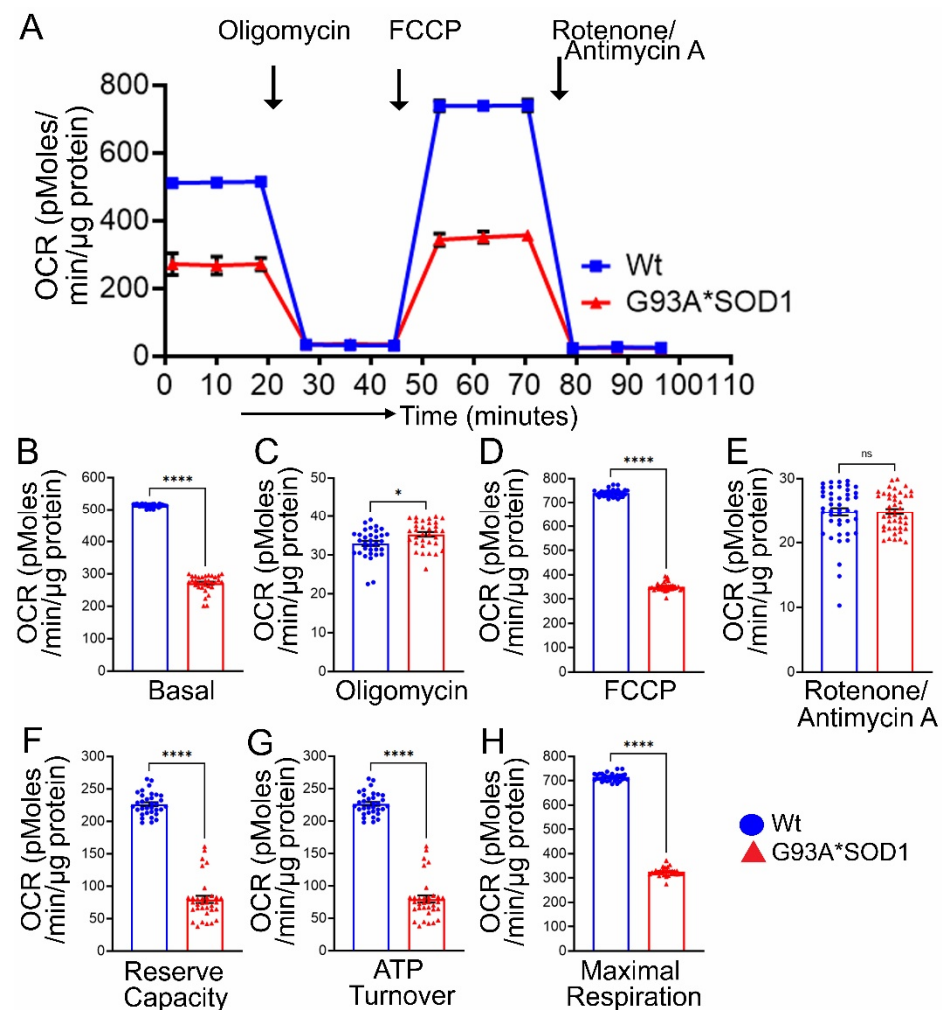 A
Oligomycin
FCCP
Rotenone/
Antimycin A
OCR (pMoles/
min/µg protein)
800
600
400
200
0
0 10 20 30 40 50 60 70 80 90 100 110
Time (minutes)
Wt
G93A*SOD1
B
OCR (pMoles
/min/µg protein)
600
500
400
300
200
100
0
****
Basal
C
OCR (pMoles
/min/µg protein)
50
40
30
20
10
0
*
Oligomycin
D
OCR (pMoles
/min/µg protein)
800
700
600
500
400
300
200
100
0
****
FCCP
E
OCR (pMoles
/min/µg protein)
30
20
10
0
ns
Rotenone/
Antimycin A
F
OCR (pMoles
/min/µg protein)
300
250
200
150
100
50
0
****
Reserve
Capacity
G
OCR (pMoles
/min/µg protein)
300
250
200
150
100
50
0
****
ATP
Turnover
H
OCR (pMoles
/min/µg protein)
800
700
600
500
400
300
200
100
0
****
Maximal
Respiration
Wt
G93A*SOD1